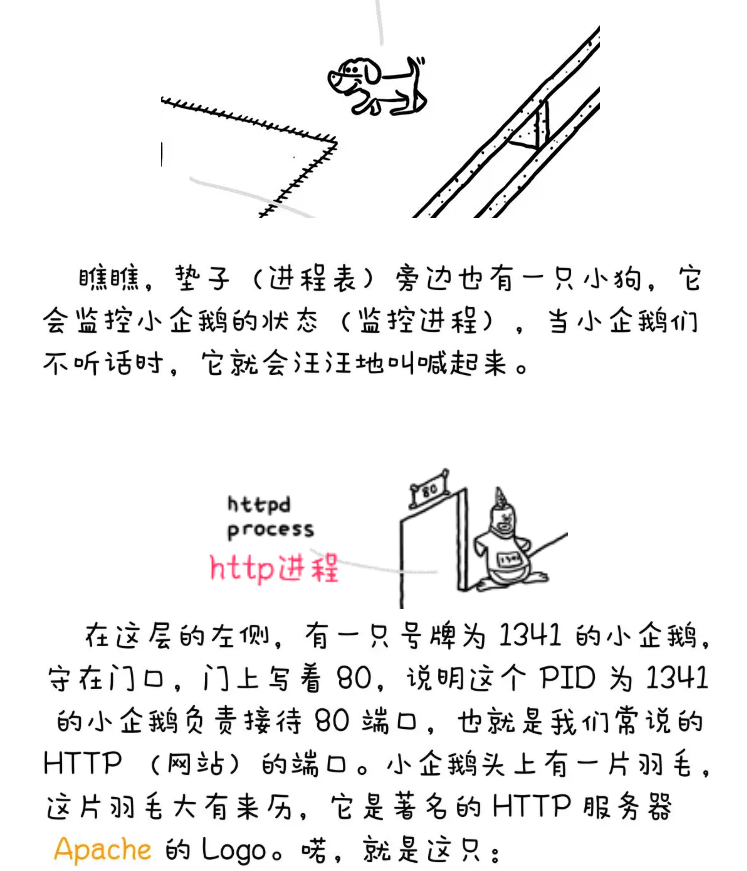 瞧瞧，垫子（进程表）旁边也有一只小狗，它
会监控小企鹅的状态（监控进程），当小企鹅们
不听话时，它就会汪汪地叫喊起来。
80
httpd
process
http进程
1341
在这层的左侧，有一只号牌为 1341 的小企鹅，
守在门口，门上写着 80，说明这个 PID 为 1341
的小企鹅负责接待 80 端口，也就是我们常说的
HTTP （网站）的端口。小企鹅头上有一片羽毛，
这片羽毛大有来历，它是著名的 HTTP 服务器
Apache 的 Logo。喏，就是这只：